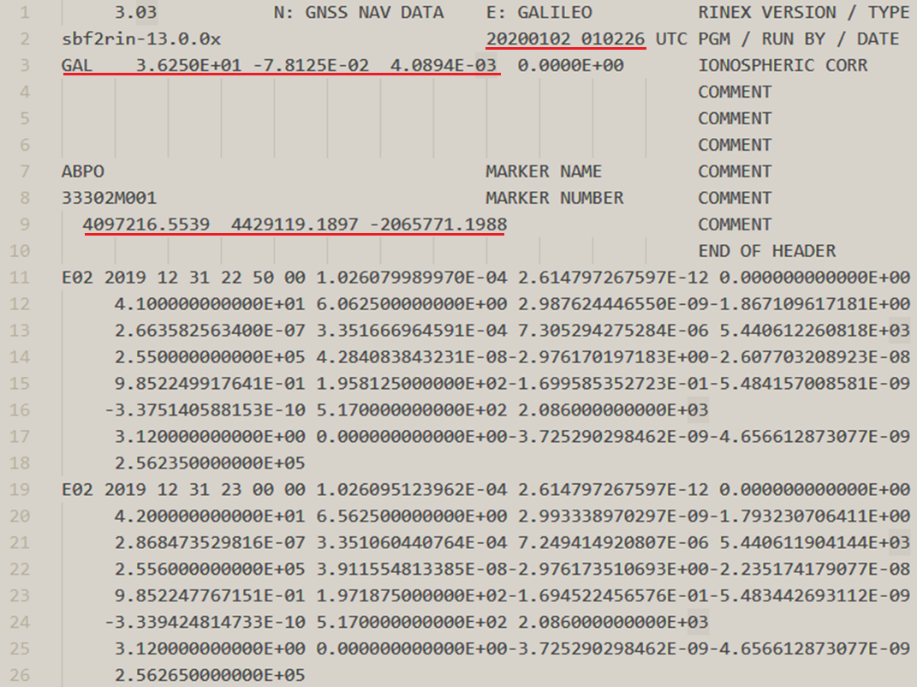 1 3.03 N: GNSS NAV DATA E: GALILEO RINEX VERSION / TYPE
2 sbf2rin-13.0.0x 20200102 010226 UTC PGM / RUN BY / DATE
3 GAL 3.6250E+01 -7.8125E-02 4.0894E-03 0.0000E+00 IONOSPHERIC CORR
4 COMMENT
5 COMMENT
6 COMMENT
7 ABPO MARKER NAME COMMENT
8 33302M001 MARKER NUMBER COMMENT
9 4097216.5539 4429119.1897 -2065771.1988 COMMENT
10 END OF HEADER
11 E02 2019 12 31 22 50 00 1.026079989970E-04 2.614797267597E-12 0.000000000000E+00
12 4.100000000000E+01 6.062500000000E+00 2.987624446550E-09-1.867109617181E+00
13 2.663582563400E-07 3.351666964591E-04 7.305294275284E-06 5.440612260818E+03
14 2.550000000000E+05 4.284083843231E-08-2.976170197183E+00-2.607703208923E-08
15 9.852249917641E-01 1.958125000000E+02-1.699585352723E-01-5.484157008581E-09
16 -3.375140588153E-10 5.170000000000E+02 2.086000000000E+03
17 3.120000000000E+00 0.000000000000E+00-3.725290298462E-09-4.656612873077E-09
18 2.562350000000E+05
19 E02 2019 12 31 23 00 00 1.026095123962E-04 2.614797267597E-12 0.000000000000E+00
20 4.200000000000E+01 6.562500000000E+00 2.993338970297E-09-1.793230706411E+00
21 2.868473529816E-07 3.351060440764E-04 7.249414920807E-06 5.440611904144E+03
22 2.556000000000E+05 3.911554813385E-08-2.976173510693E+00-2.235174179077E-08
23 9.852247767151E-01 1.971875000000E+02-1.694522456576E-01-5.483442693112E-09
24 -3.339424814733E-10 5.170000000000E+02 2.086000000000E+03
25 3.120000000000E+00 0.000000000000E+00-3.725290298462E-09-4.656612873077E-09
26 2.562650000000E+05